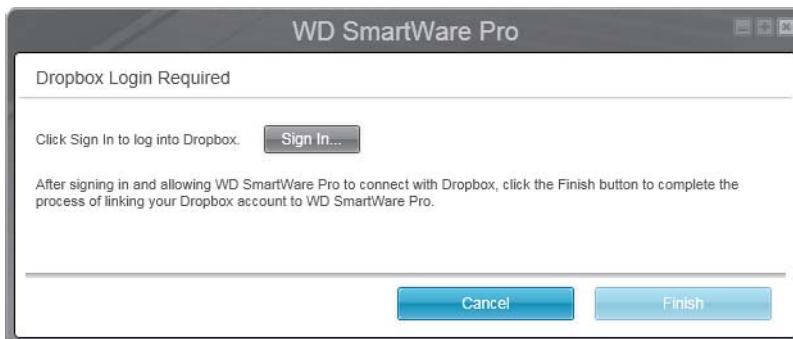 WD SmartWare Pro
Dropbox Login Required
Click Sign In to log into Dropbox.
Sign In...
After signing in and allowing WD SmartWare Pro to connect with Dropbox, click the Finish button to complete the
process of linking your Dropbox account to WD SmartWare Pro.
Cancel
Finish